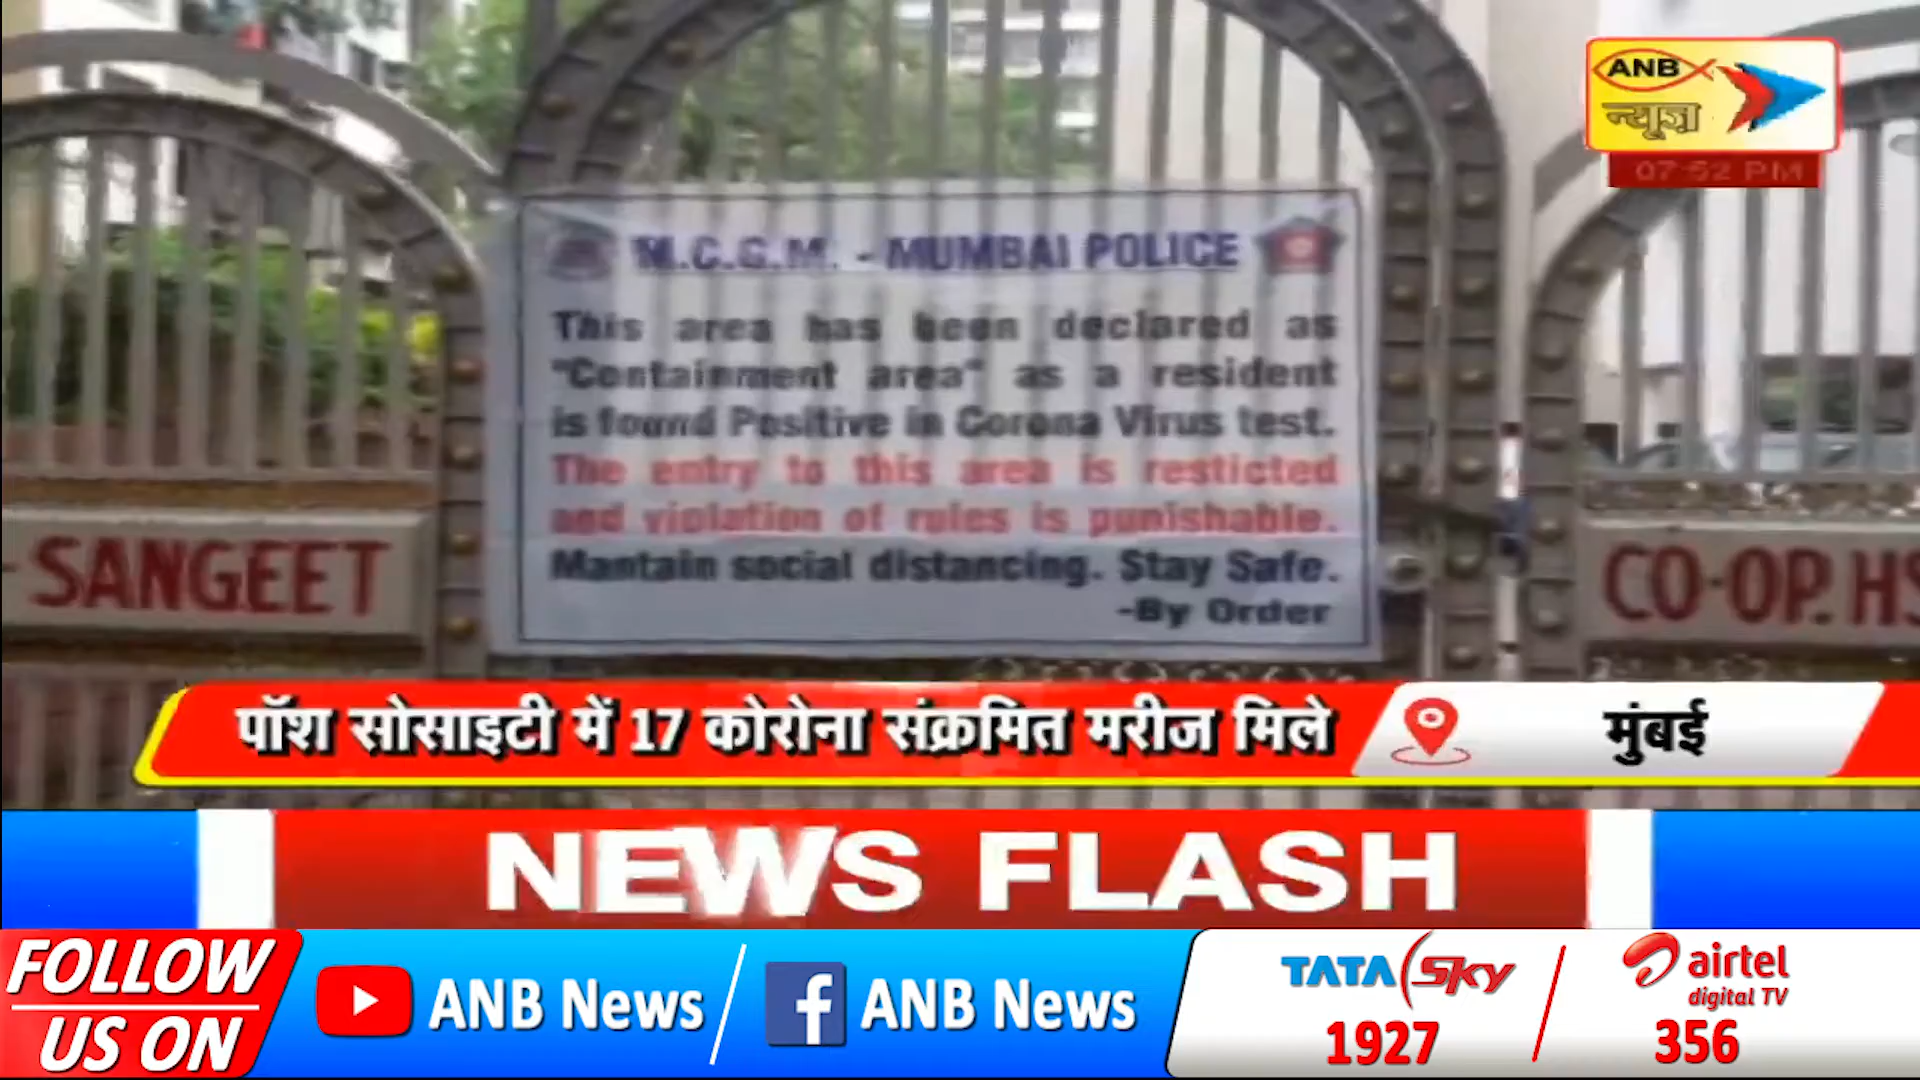 ANB
न्यूज़
07:52 PM
M.C.G.M. - MUMBAI POLICE
This area has been declared as
"Containment area" as a resident
is found Positive in Corona Virus test.
The entry to this area is resticted
and violation of rules is punishable.
Mantain social distancing. Stay Safe.
-By Order
- SANGEET
CO-OP. HS
पॉश सोसाइटी में 17 कोरोना संक्रमित मरीज मिले
मुंबई
NEWS FLASH
FOLLOW
US ON
ANB News
ANB News
TATA Sky
1927
airtel
digital TV
356